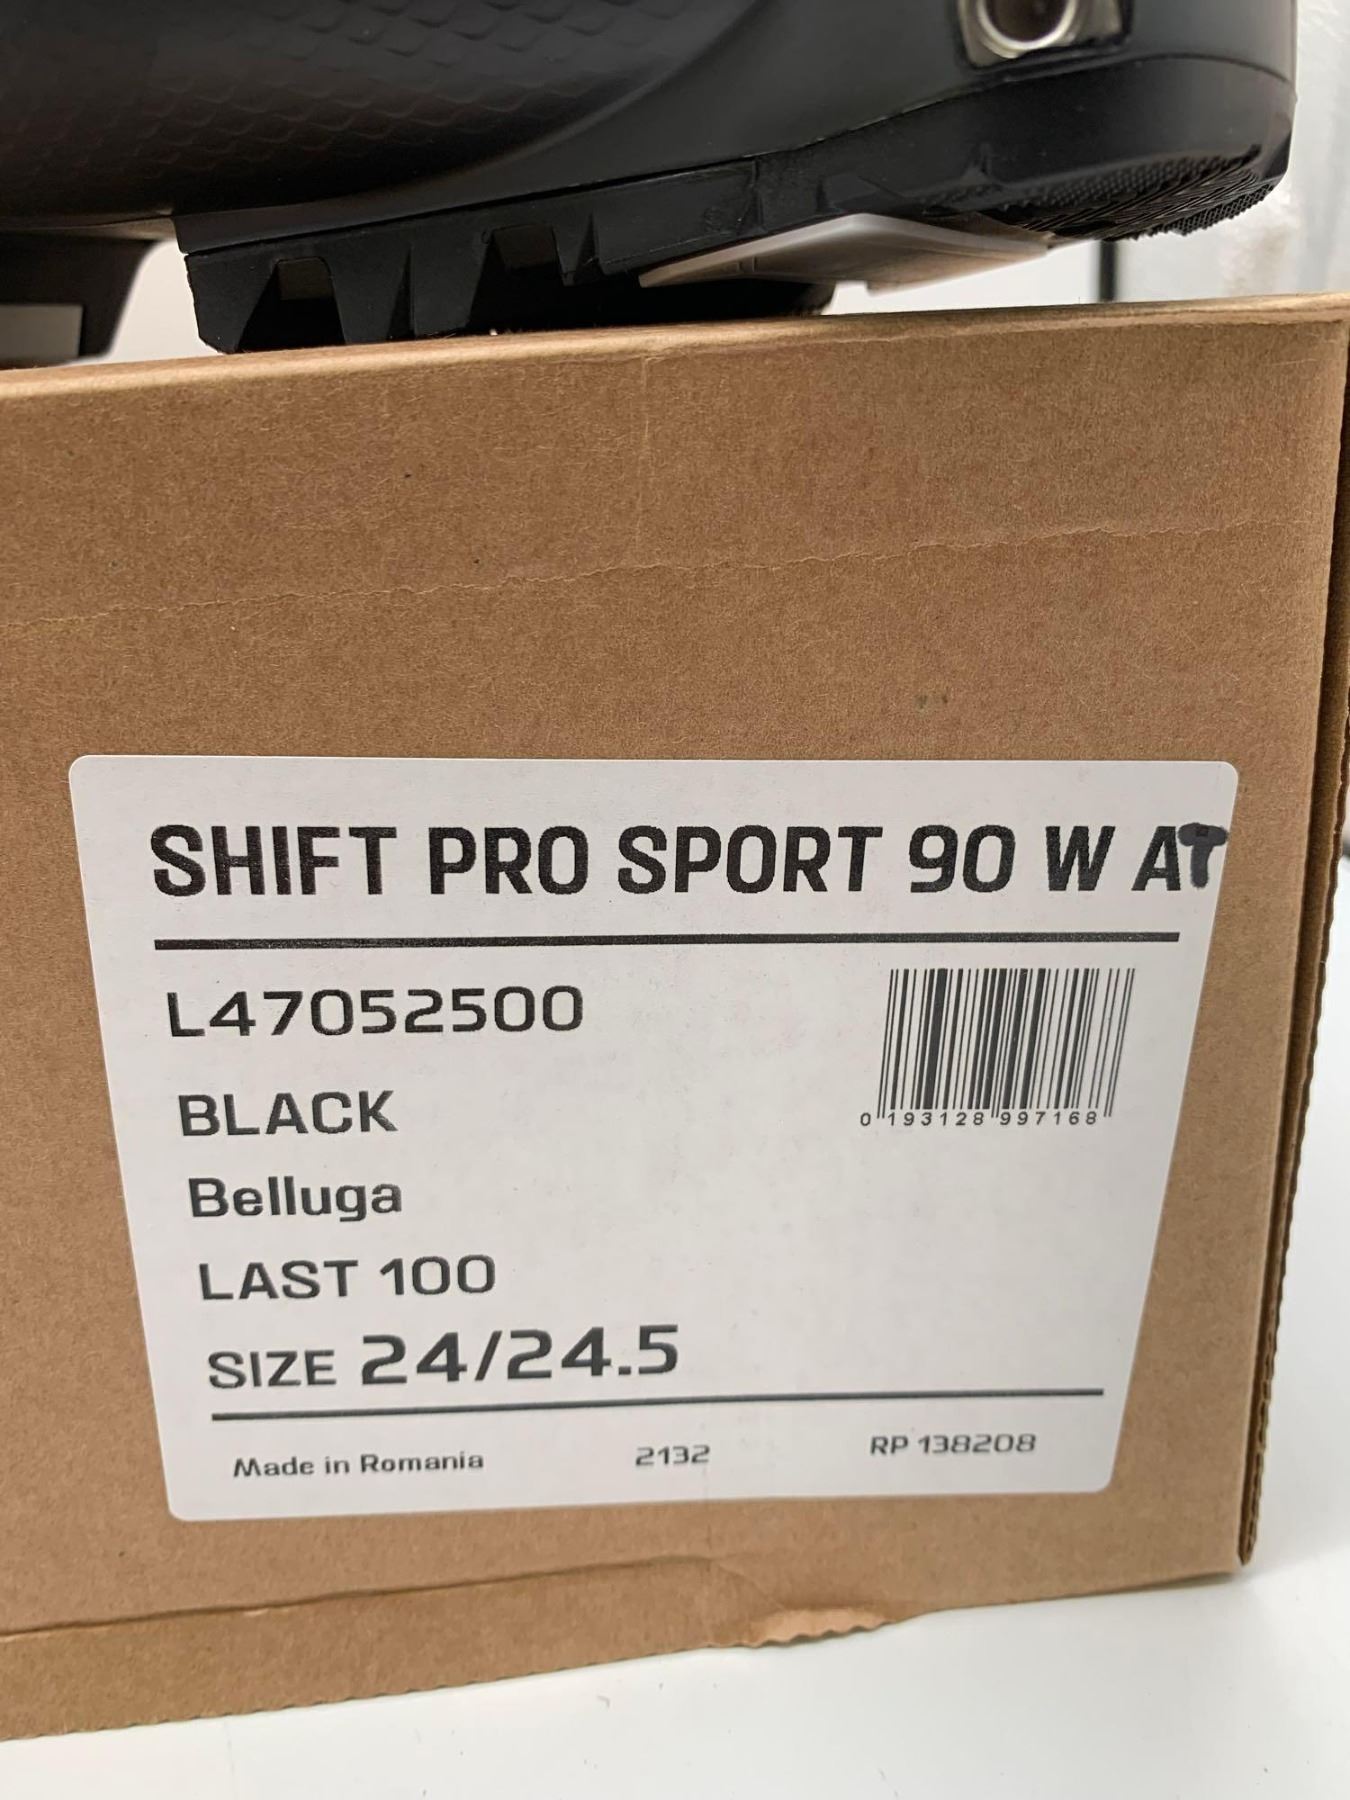 SHIFT PRO SPORT 90 W AT
L47052500
BLACK
0 193128 997168
Belluga
LAST 100
SIZE 24/24.5
Made in Romania 2132 RP 138208